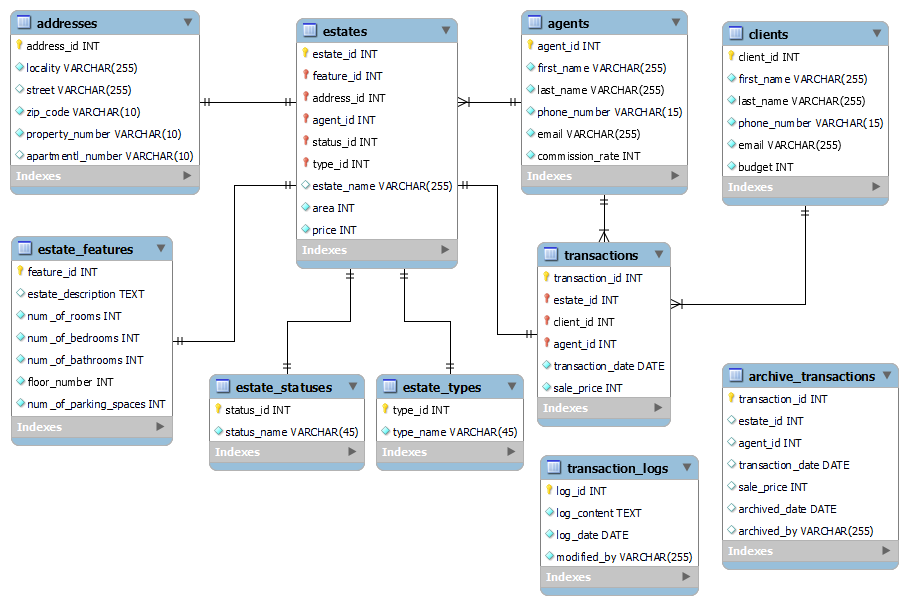 addresses
address_id INT
locality VARCHAR(255)
street VARCHAR(255)
zip_code VARCHAR(10)
property_number VARCHAR(10)
apartmentl_number VARCHAR(10)
Indexes
estates
estate_id INT
feature_id INT
address_id INT
agent_id INT
status_id INT
type_id INT
estate_name VARCHAR(255)
area INT
price INT
Indexes
agents
agent_id INT
first_name VARCHAR(255)
last_name VARCHAR(255)
phone_number VARCHAR(15)
email VARCHAR(255)
commission_rate INT
Indexes
clients
client_id INT
first_name VARCHAR(255)
last_name VARCHAR(255)
phone_number VARCHAR(15)
email VARCHAR(255)
budget INT
Indexes
estate_features
feature_id INT
estate_description TEXT
num_of_rooms INT
num_of_bedrooms INT
num_of_bathrooms INT
floor_number INT
num_of_parking_spaces INT
Indexes
transactions
transaction_id INT
estate_id INT
client_id INT
agent_id INT
transaction_date DATE
sale_price INT
Indexes
estate_statuses
status_id INT
status_name VARCHAR(45)
Indexes
estate_types
type_id INT
type_name VARCHAR(45)
Indexes
archive_transactions
transaction_id INT
estate_id INT
agent_id INT
transaction_date DATE
sale_price INT
archived_date DATE
archived_by VARCHAR(255)
Indexes
transaction_logs
log_id INT
log_content TEXT
log_date DATE
modified_by VARCHAR(255)
Indexes